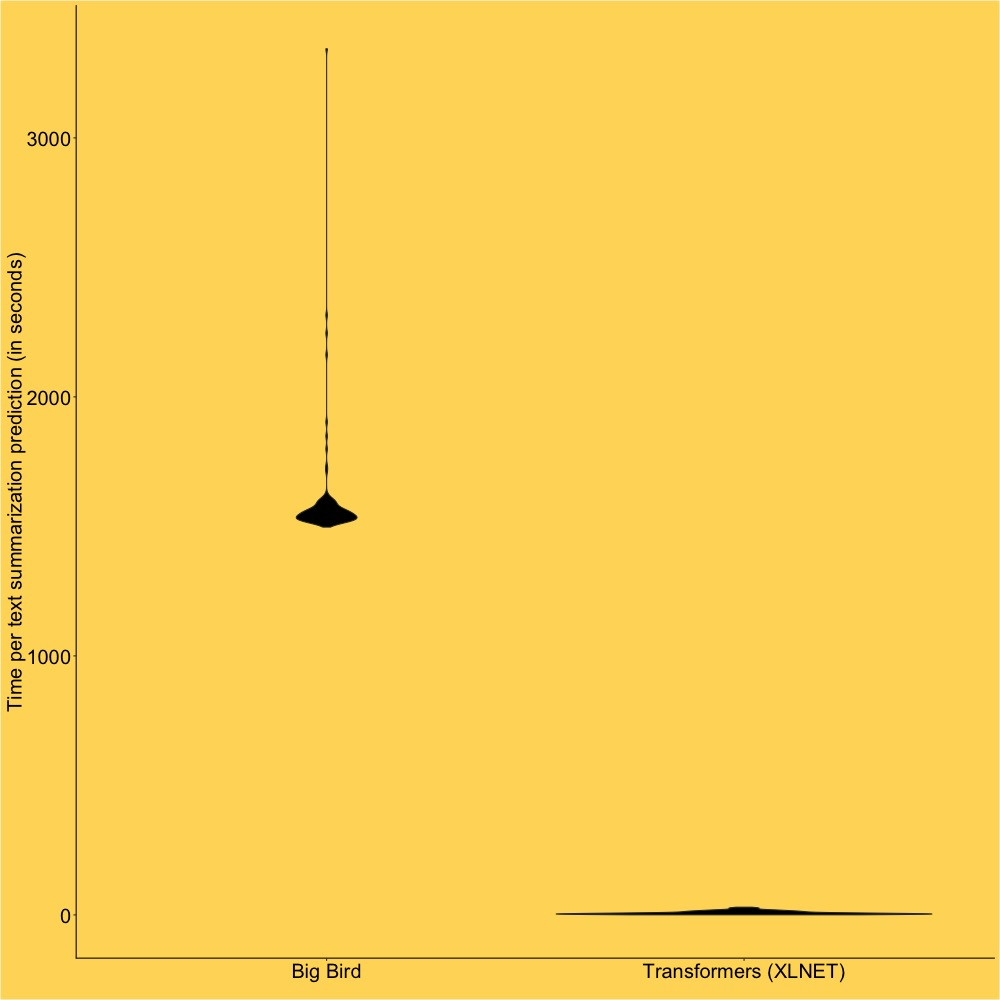 Time per text summarization prediction (in seconds)
3000
2000
1000
0
Big Bird
Transformers (XLNET)